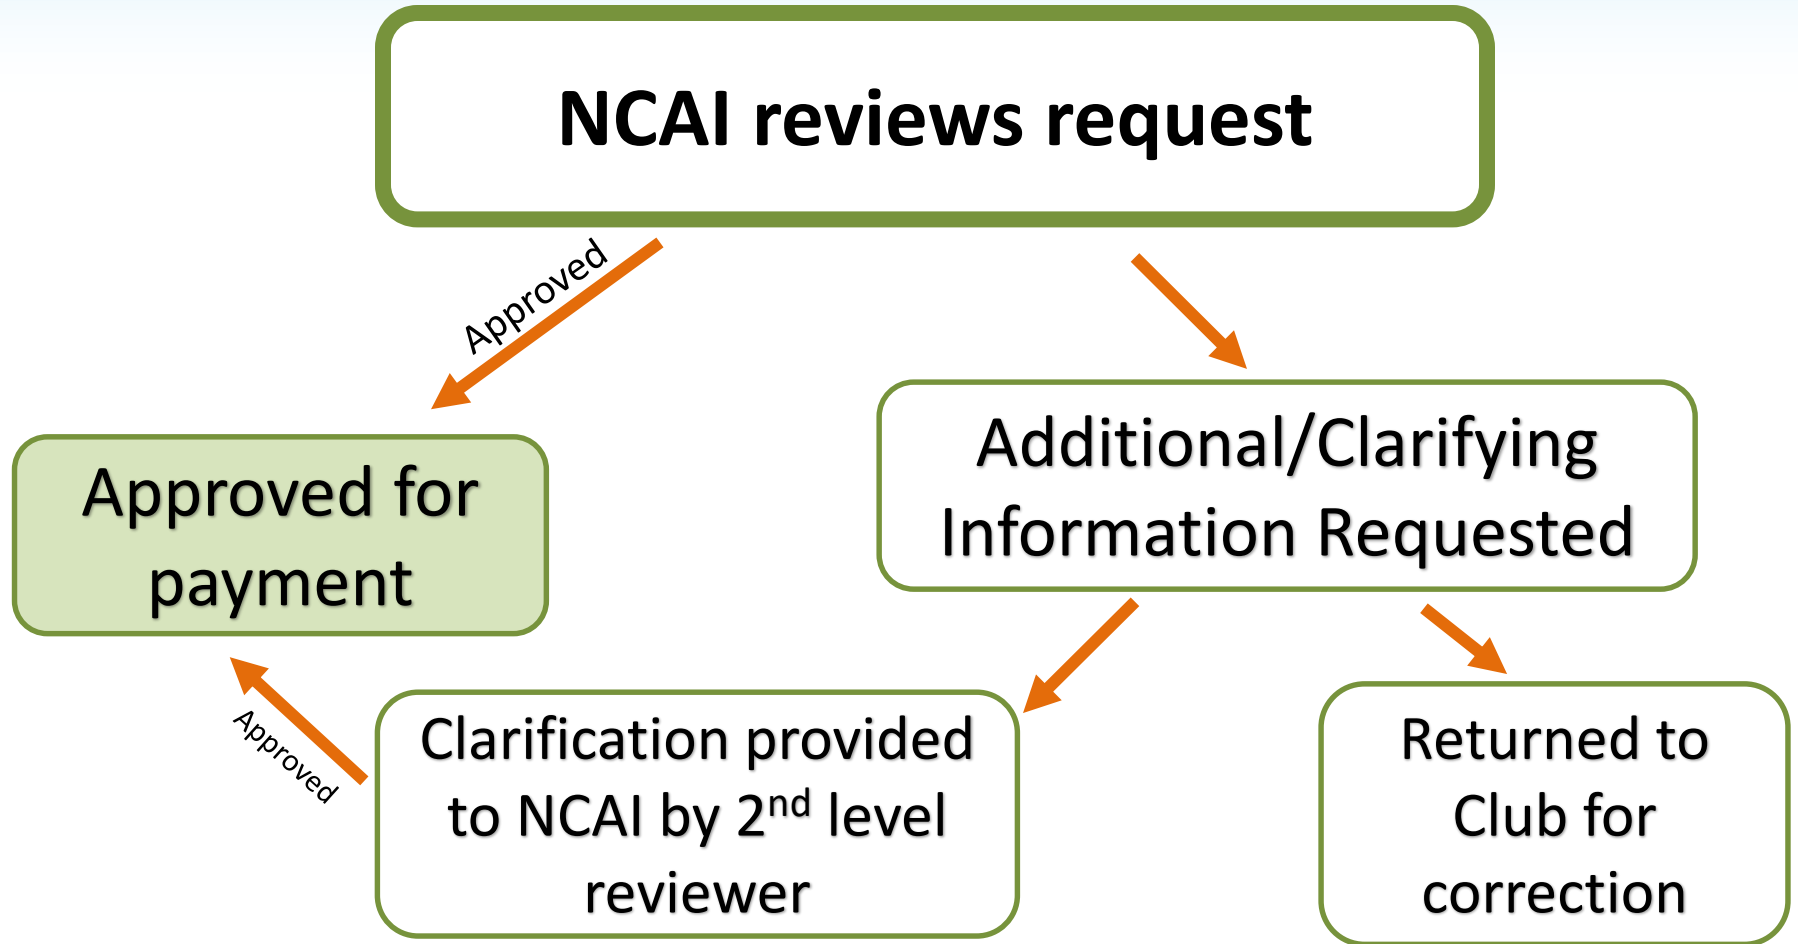 NCAI reviews request
Approved
Approved for
payment
Additional/Clarifying
Information Requested
Approved
Clarification provided
to NCAI by 2nd level
reviewer
Returned to
Club for
correction